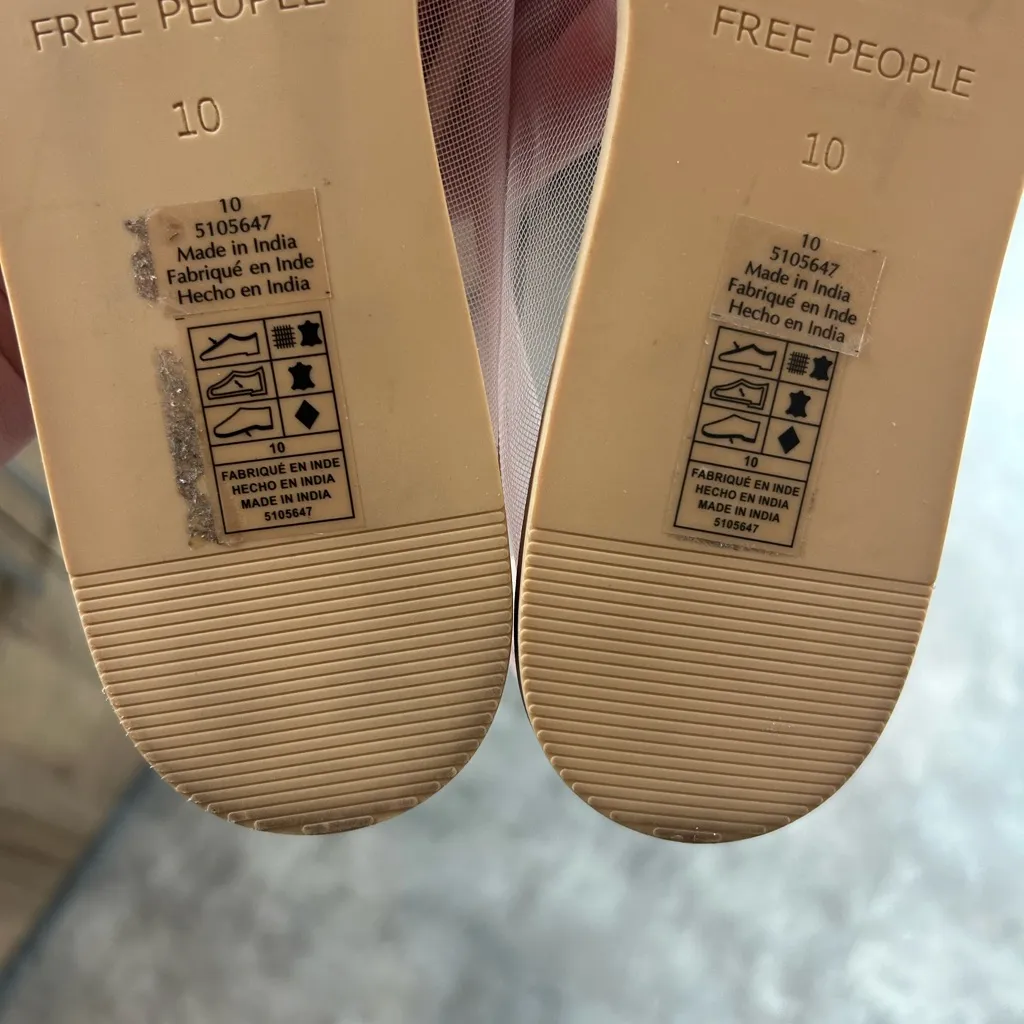 FREE PEOPLE
10
10
5105647
Made in India
Fabriqué en Inde
Hecho en India
10
FABRIQUÉ EN INDE
HECHO EN INDIA
MADE IN INDIA
5105647
FREE PEOPLE
10
10
5105647
Made in India
Fabriqué en Inde
Hecho en India
10
FABRIQUÉ EN INDE
HECHO EN INDIA
MADE IN INDIA
5105647